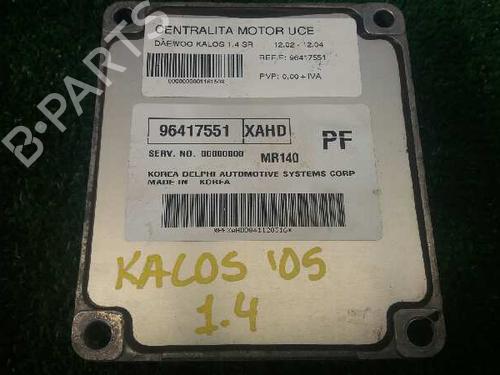 CENTRALITA MOTOR UCE
DAEWOO KALOS 1.4 SR 12.02 - 12.04
REF.F: 96417551
PVP: 0,00 + IVA
96417551 XAHD PF
SERV. NO. 00000000 MR140
KOREA DELPHI AUTOMOTIVE SYSTEMS CORP
MADE IN KOREA
KALOS '05
1.4